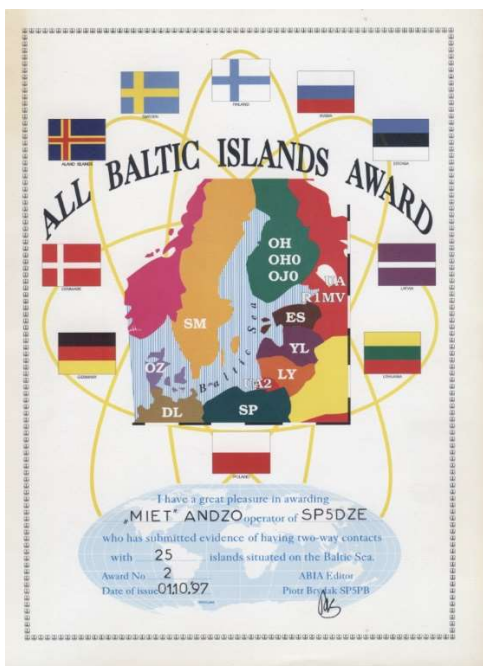 SWEDEN
FINLAND
RUSSIA
ALAND ISLANDS
ESTONIA
ALL BALTIC ISLANDS AWARD
DENMARK
LATVIA
GERMANY
LITHUANIA
OH
OH0
OJ0
UA
R1MV
SM
ES
YL
OZ
LY
UA2
Baltic Sea
DL
SP
POLAND
I have a great pleasure in awarding
"MIET" ANDZO operator of SP5DZE
who has submitted evidence of having two-way contacts
with 25 islands situated on the Baltic Sea.
Award No 2
ABIA Editor
Date of issue 01.10.97
Piotr Brydak SP5PB